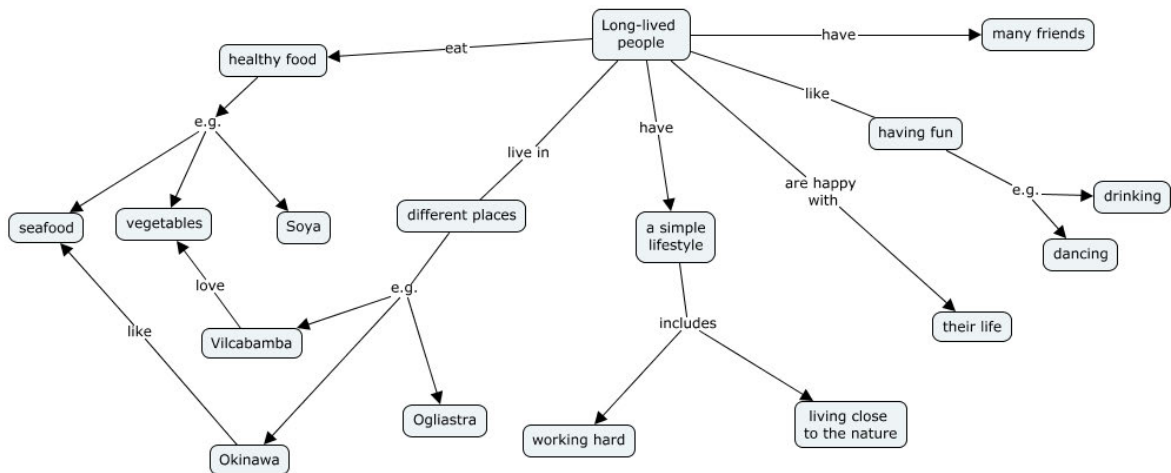 Long-lived
people
have
many friends
eat
healthy food
like
having fun
e.g.
have
live in
are happy
with
e.g.
drinking
seafood
vegetables
Soya
different places
a simple
lifestyle
dancing
love
e.g.
like
Vilcabamba
includes
their life
Ogliastra
living close
to the nature
working hard
Okinawa